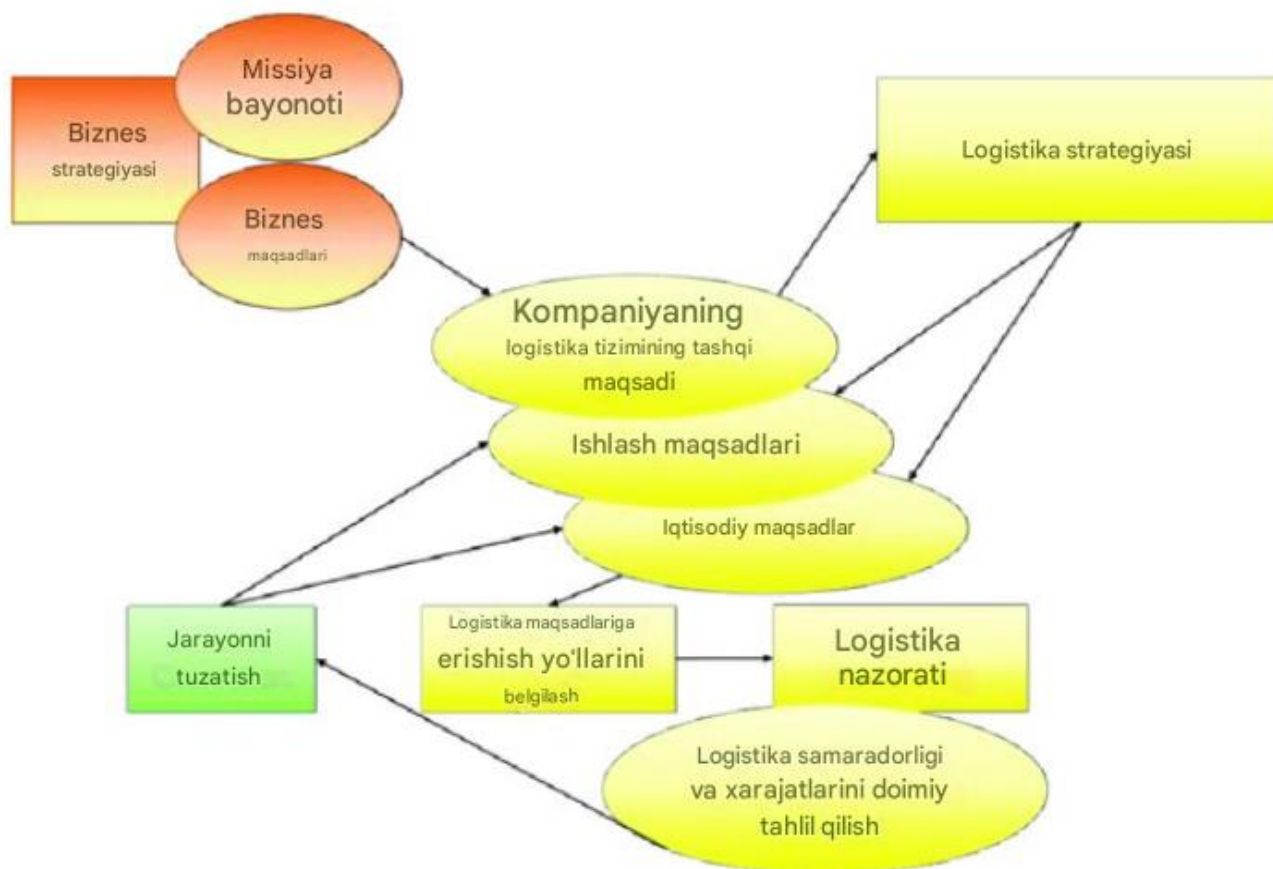 Missiya
bayonoti
Biznes
strategiyasi
Biznes
maqsadlari
Logistika strategiyasi
Kompaniyaning
logistika tizimining tashqi
maqsadi
Ishlash maqsadlari
Iqtisodiy maqsadlar
Jarayonni
tuzatish
Logistika maqsadlariga
erishish yo'llarini
belgilash
Logistika
nazorati
Logistika samaradorligi
va xarajatlarini doimiy
tahlil qilish